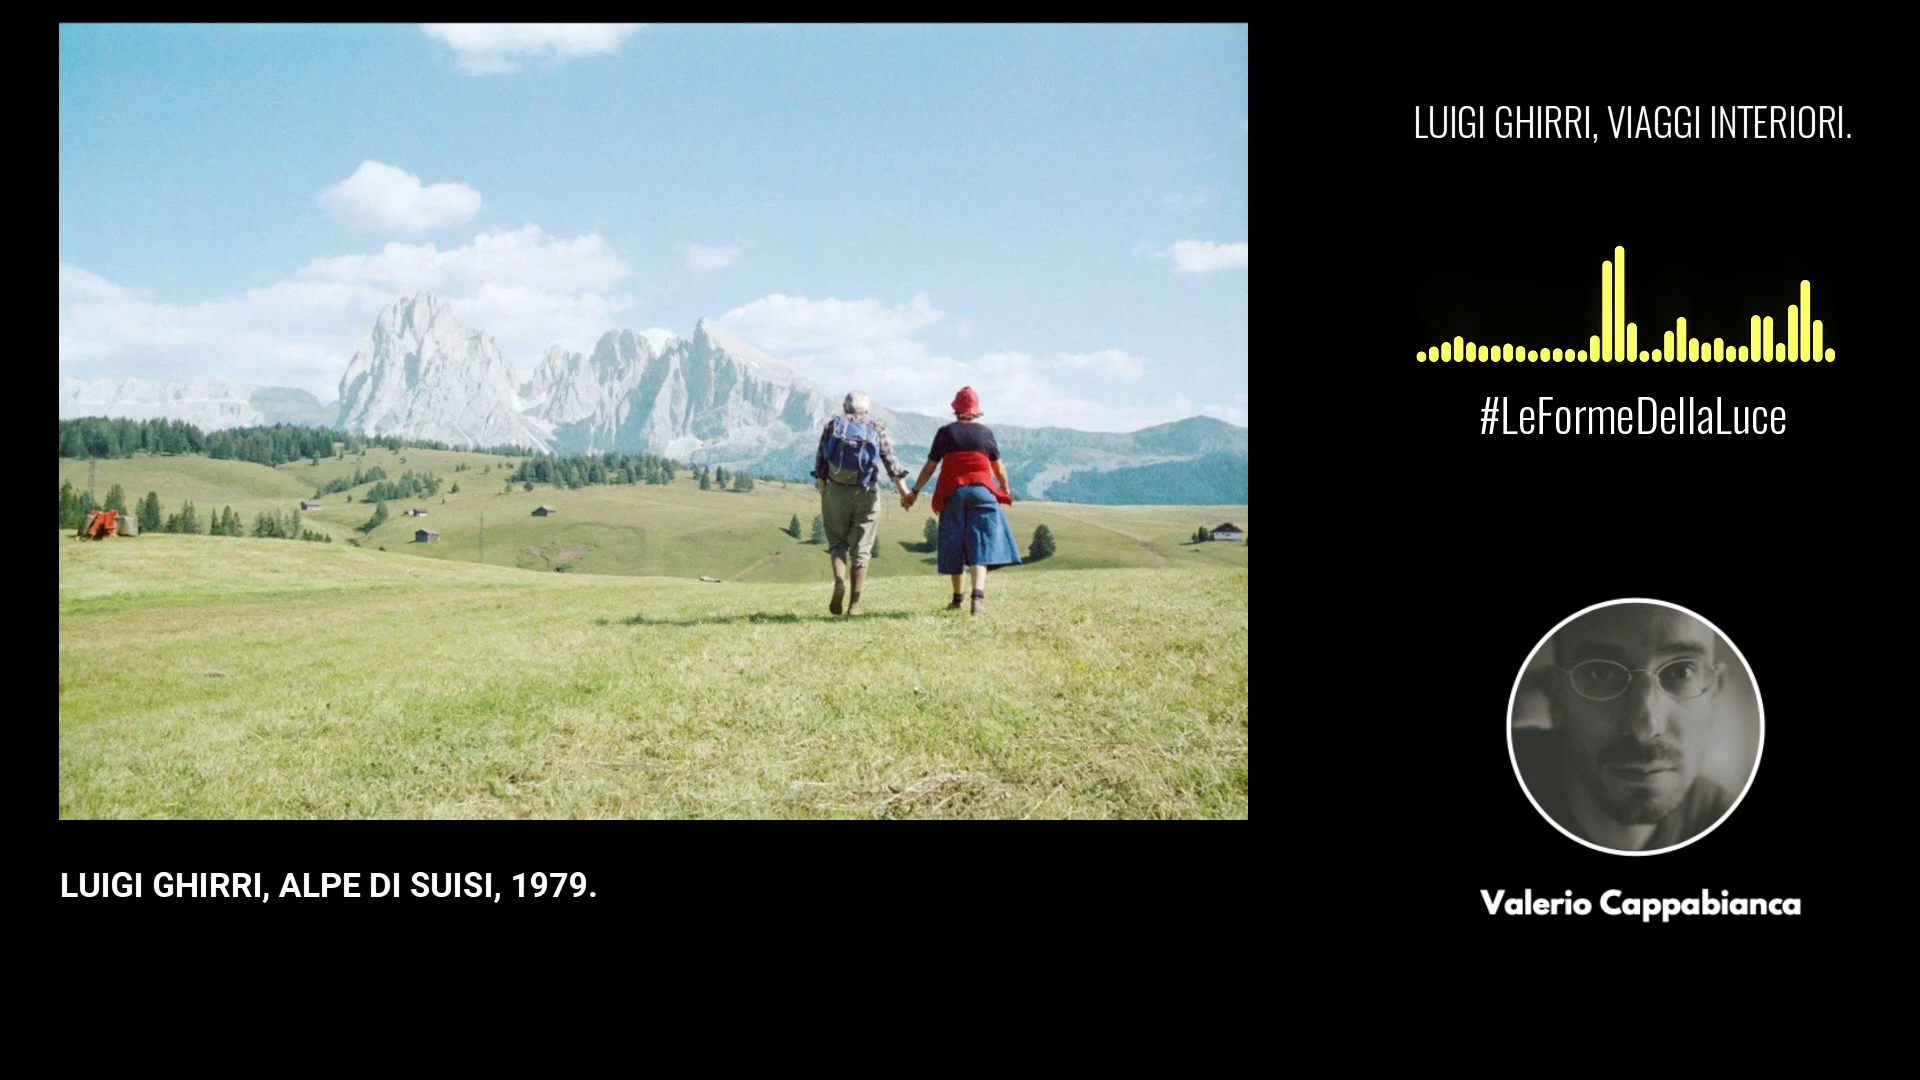 LUIGI GHIRRI, VIAGGI INTERIORI.
#LeFormeDellaLuce
Valerio Cappabianca
LUIGI GHIRRI, ALPE DI SUISI, 1979.